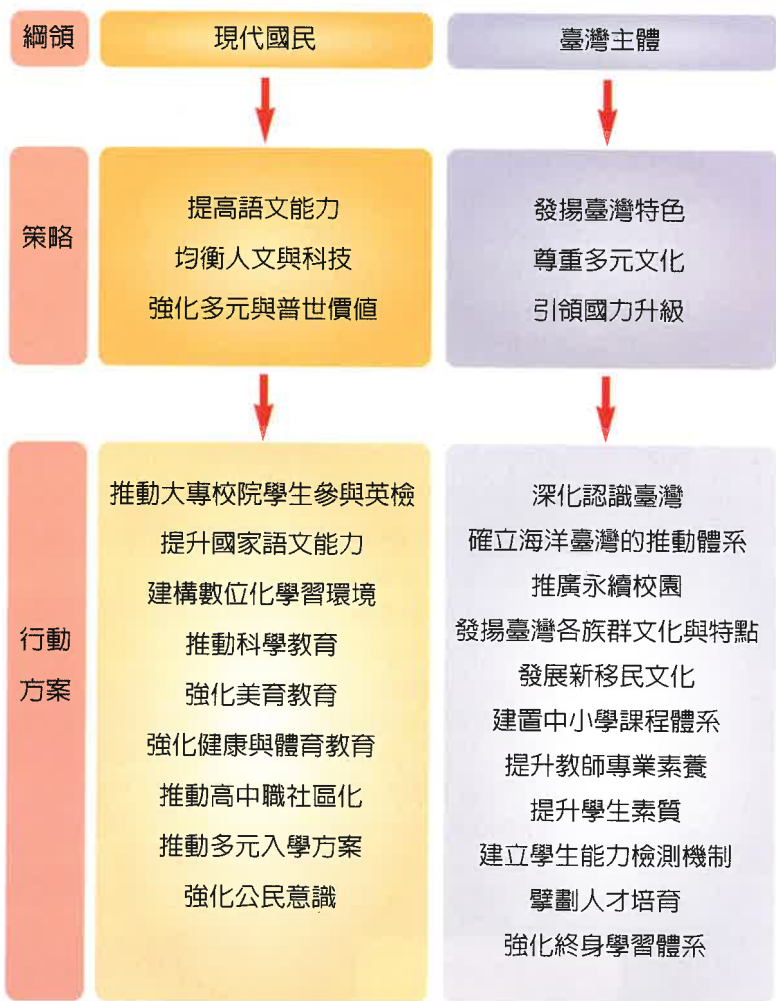 綱領
現代國民
臺灣主體
策略
提高語文能力
均衡人文與科技
強化多元與普世價值
發揚臺灣特色
尊重多元文化
引領國力升級
行動
方案
推動大專校院學生參與英檢
提升國家語文能力
建構數位化學習環境
推動科學教育
強化美育教育
強化健康與體育教育
推動高中職社區化
推動多元入學方案
強化公民意識
深化認識臺灣
確立海洋臺灣的推動體系
推廣永續校園
發揚臺灣各族群文化與特點
發展新移民文化
建置中小學課程體系
提升教師專業素養
提升學生素質
建立學生能力檢測機制
擘劃人才培育
強化終身學習體系